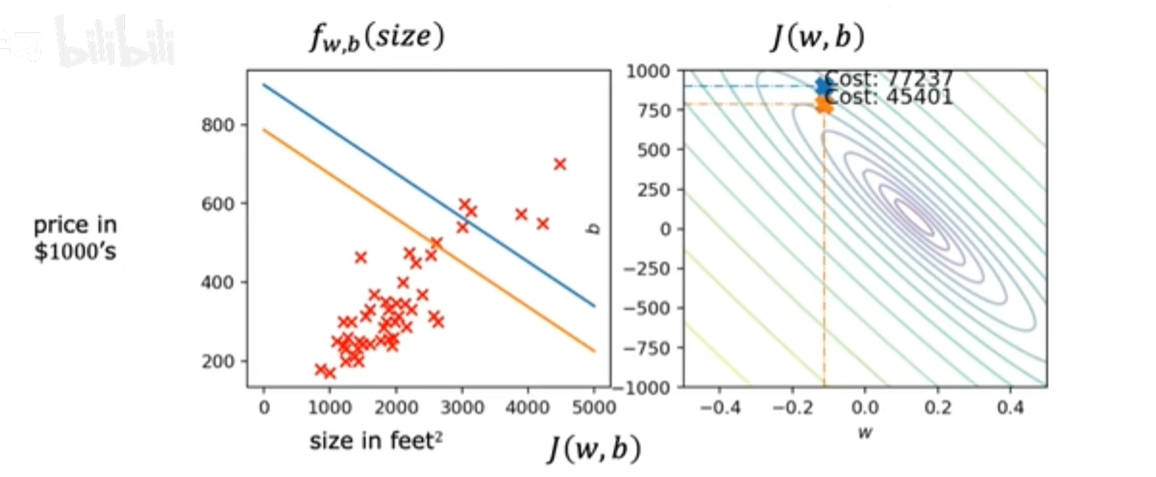 bilibili
f_{w,b}(size)
J(w,b)
price in
$1000's
800
600
400
200
0
1000
2000
3000
4000
5000
size in feet²
J(w,b)
1000
750
500
250
0
−250
−500
−750
−1000
b
Cost: 77237
Cost: 45401
−0.4
−0.2
0.0
0.2
0.4
w